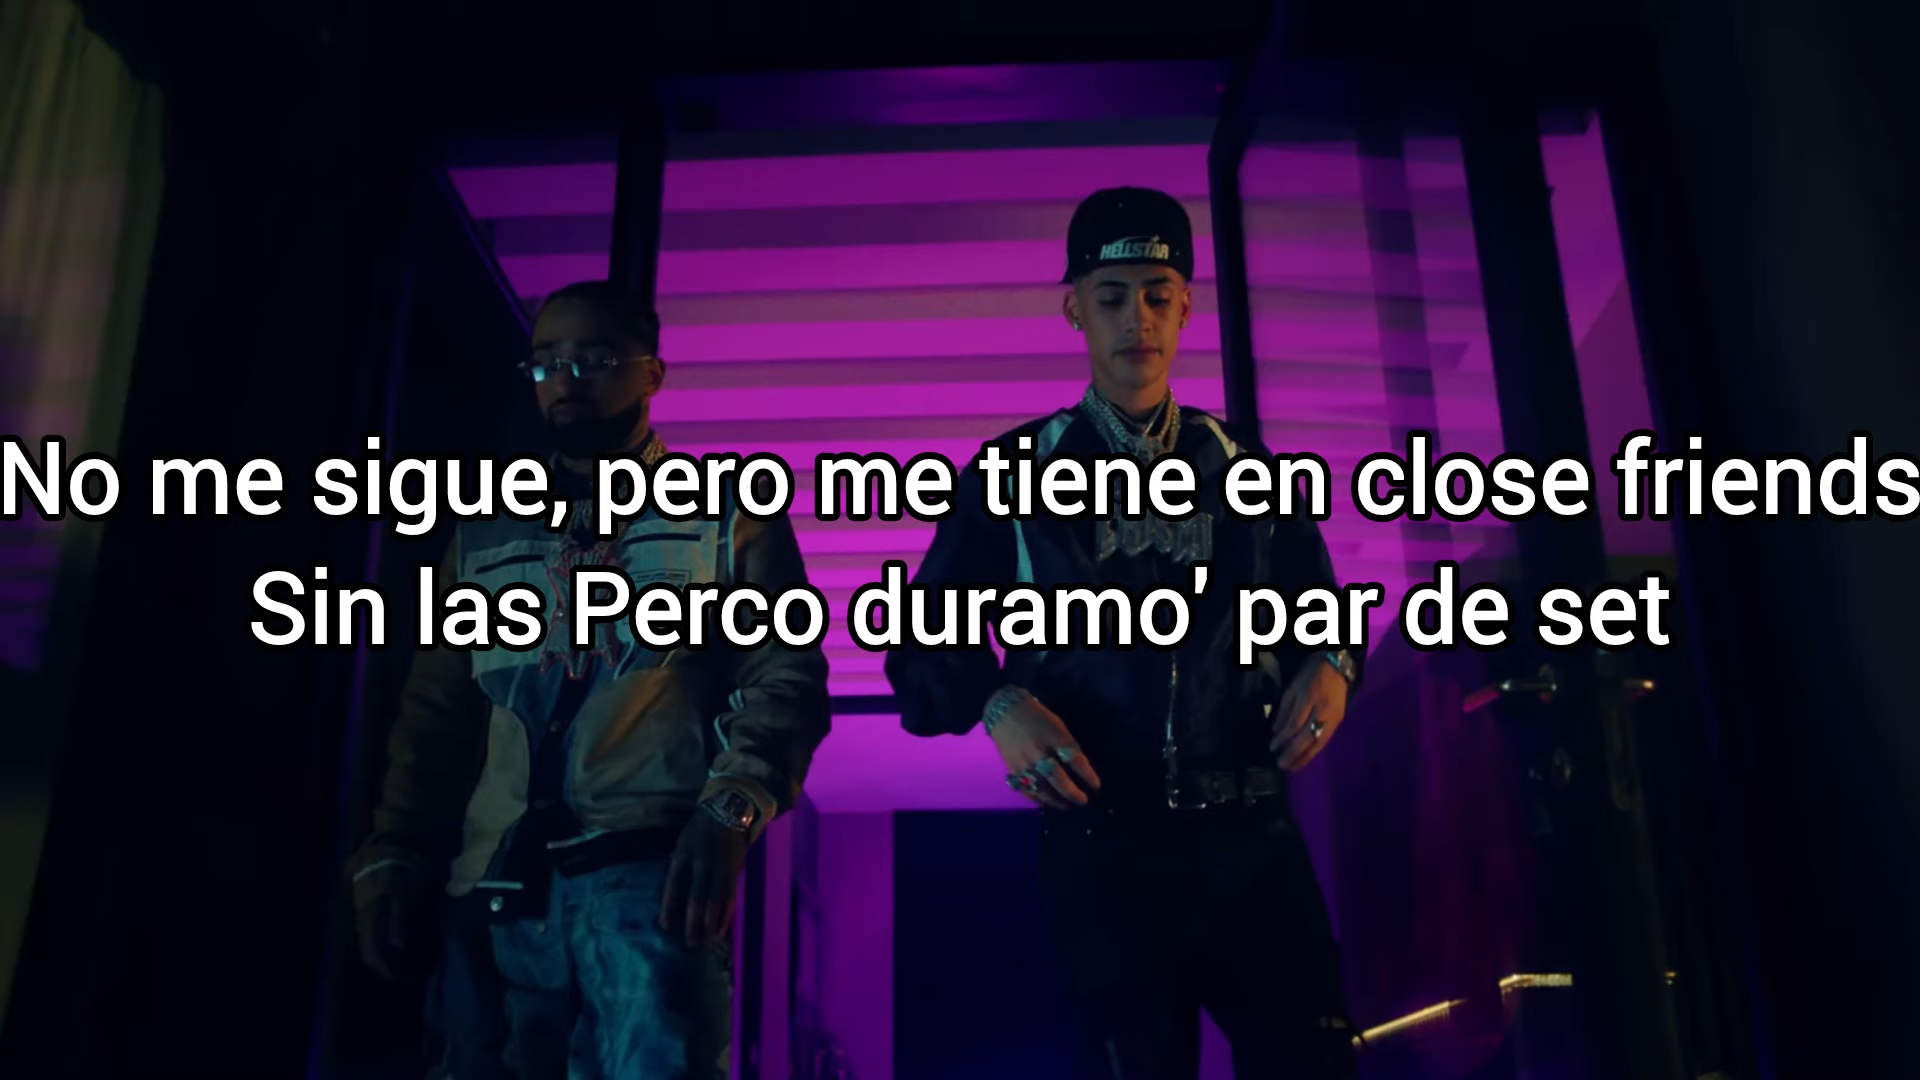 HELLSTAR
No me sigue, pero me tiene en close friends
Sin las Perco duramo' par de set